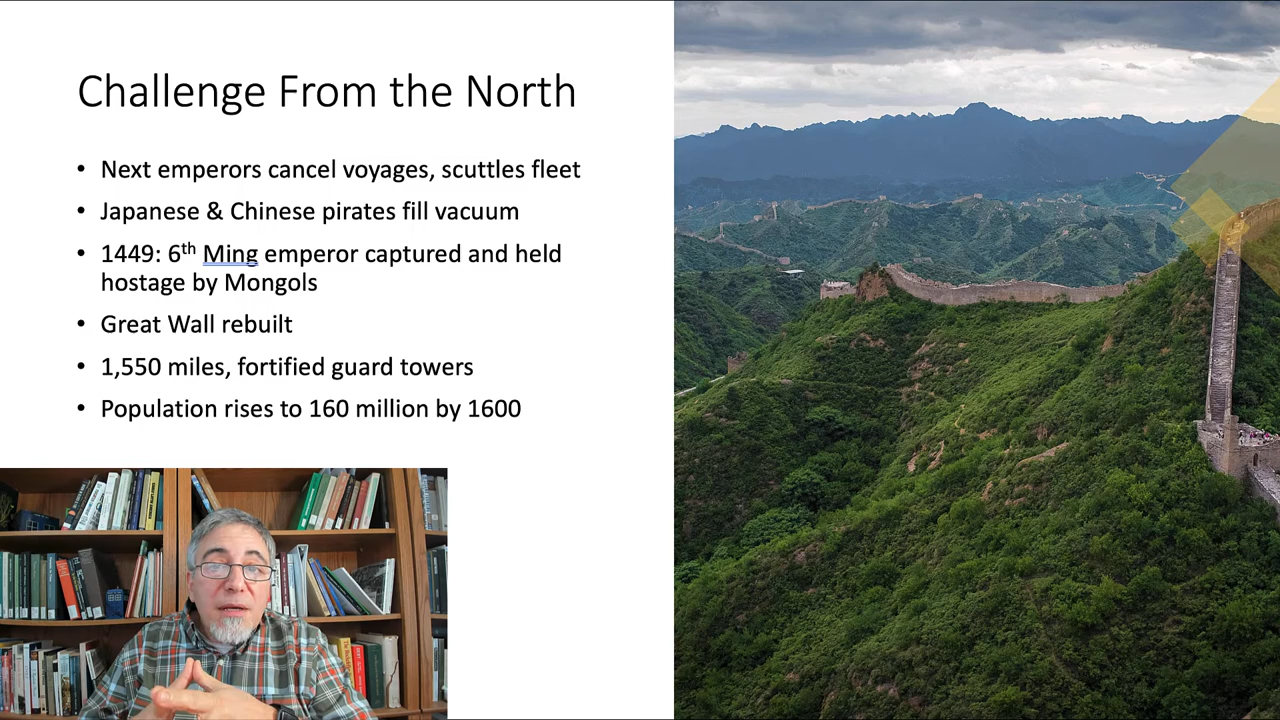 Challenge From the North
• Next emperors cancel voyages, scuttles fleet
• Japanese & Chinese pirates fill vacuum
• 1449: 6th Ming emperor captured and held
hostage by Mongols
• Great Wall rebuilt
• 1,550 miles, fortified guard towers
• Population rises to 160 million by 1600